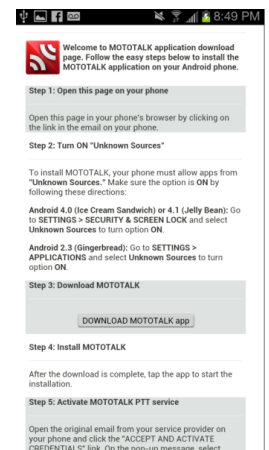 8:49 PM
Welcome to MOTOTALK application download
page. Follow the easy steps below to install the
MOTOTALK application on your Android phone.
Step 1: Open this page on your phone
Open this page in your phone's browser by clicking on
the link in the email on your phone.
Step 2: Turn ON "Unknown Sources"
To install MOTOTALK, your phone must allow apps from
"Unknown Sources." Make sure the option is ON by
following these directions:
Android 4.0 (Ice Cream Sandwich) or 4.1 (Jelly Bean): Go
to SETTINGS > SECURITY & SCREEN LOCK and select
Unknown Sources to turn option ON.
Android 2.3 (Gingerbread): Go to SETTINGS >
APPLICATIONS and select Unknown Sources to turn
option ON.
Step 3: Download MOTOTALK
DOWNLOAD MOTOTALK app
Step 4: Install MOTOTALK
After the download is complete, tap the app to start the
installation.
Step 5: Activate MOTOTALK PTT service
Open the original email from your service provider on
your phone and click the "ACCEPT AND ACTIVATE
CREDENTIALS" link. On the pop-up message, select